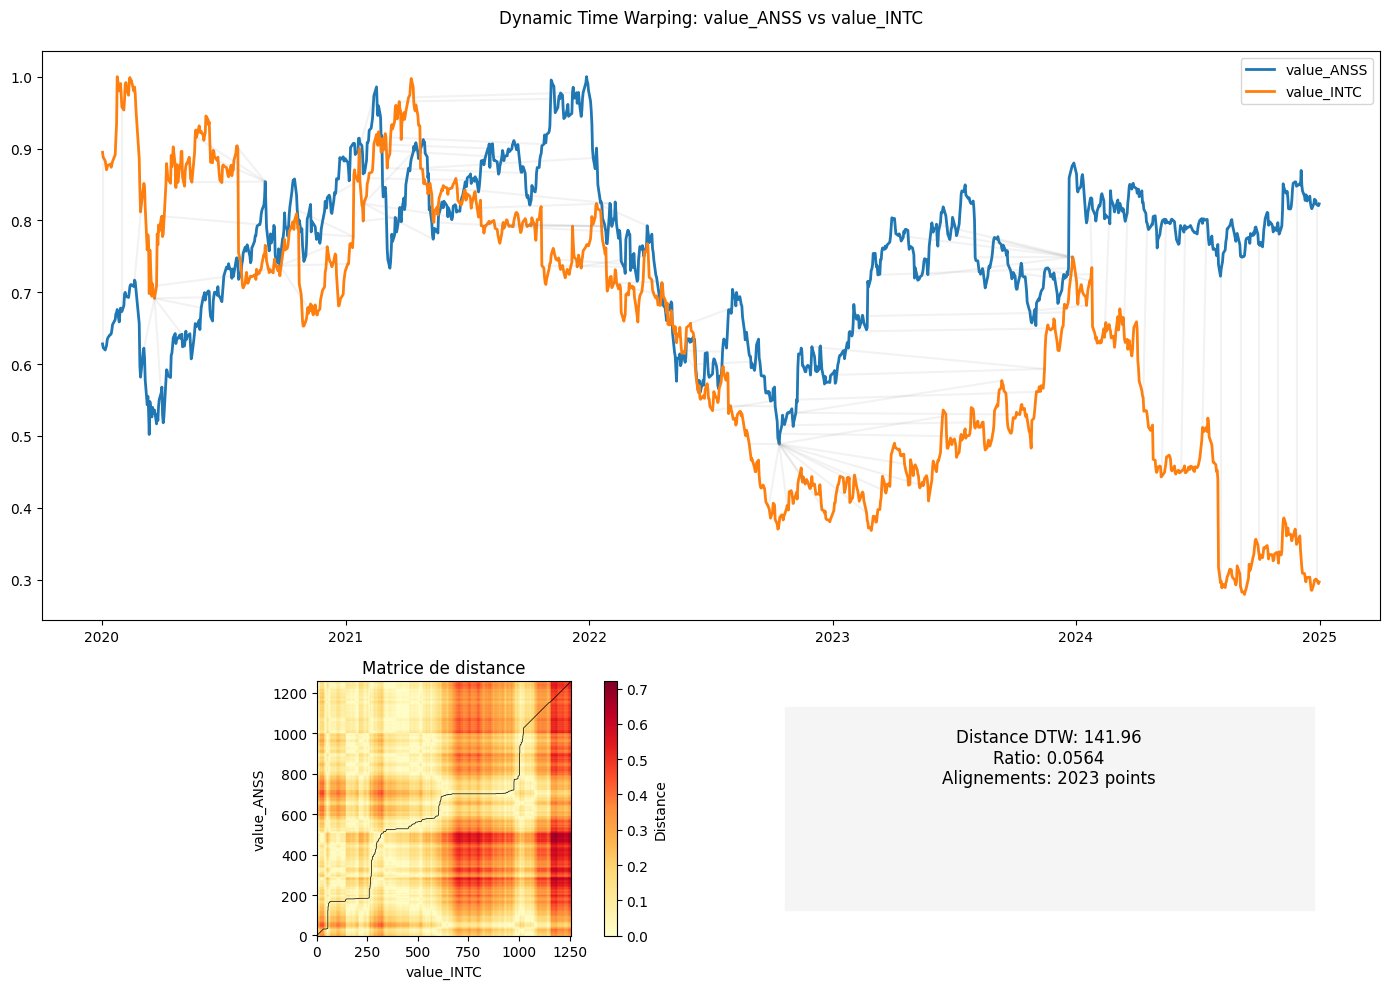 Dynamic Time Warping: value_ANSS vs value_INTC
value_ANSS
value_INTC
1.0
0.9
0.8
0.7
0.6
0.5
0.4
0.3
2020 2021 2022 2023 2024 2025
Matrice de distance
1200
1000
800
600
400
200
0
value_ANSS
0 250 500 750 1000 1250
value_INTC
0.7
0.6
0.5
0.4
0.3
0.2
0.1
0.0
Distance
Distance DTW: 141.96
Ratio: 0.0564
Alignements: 2023 points